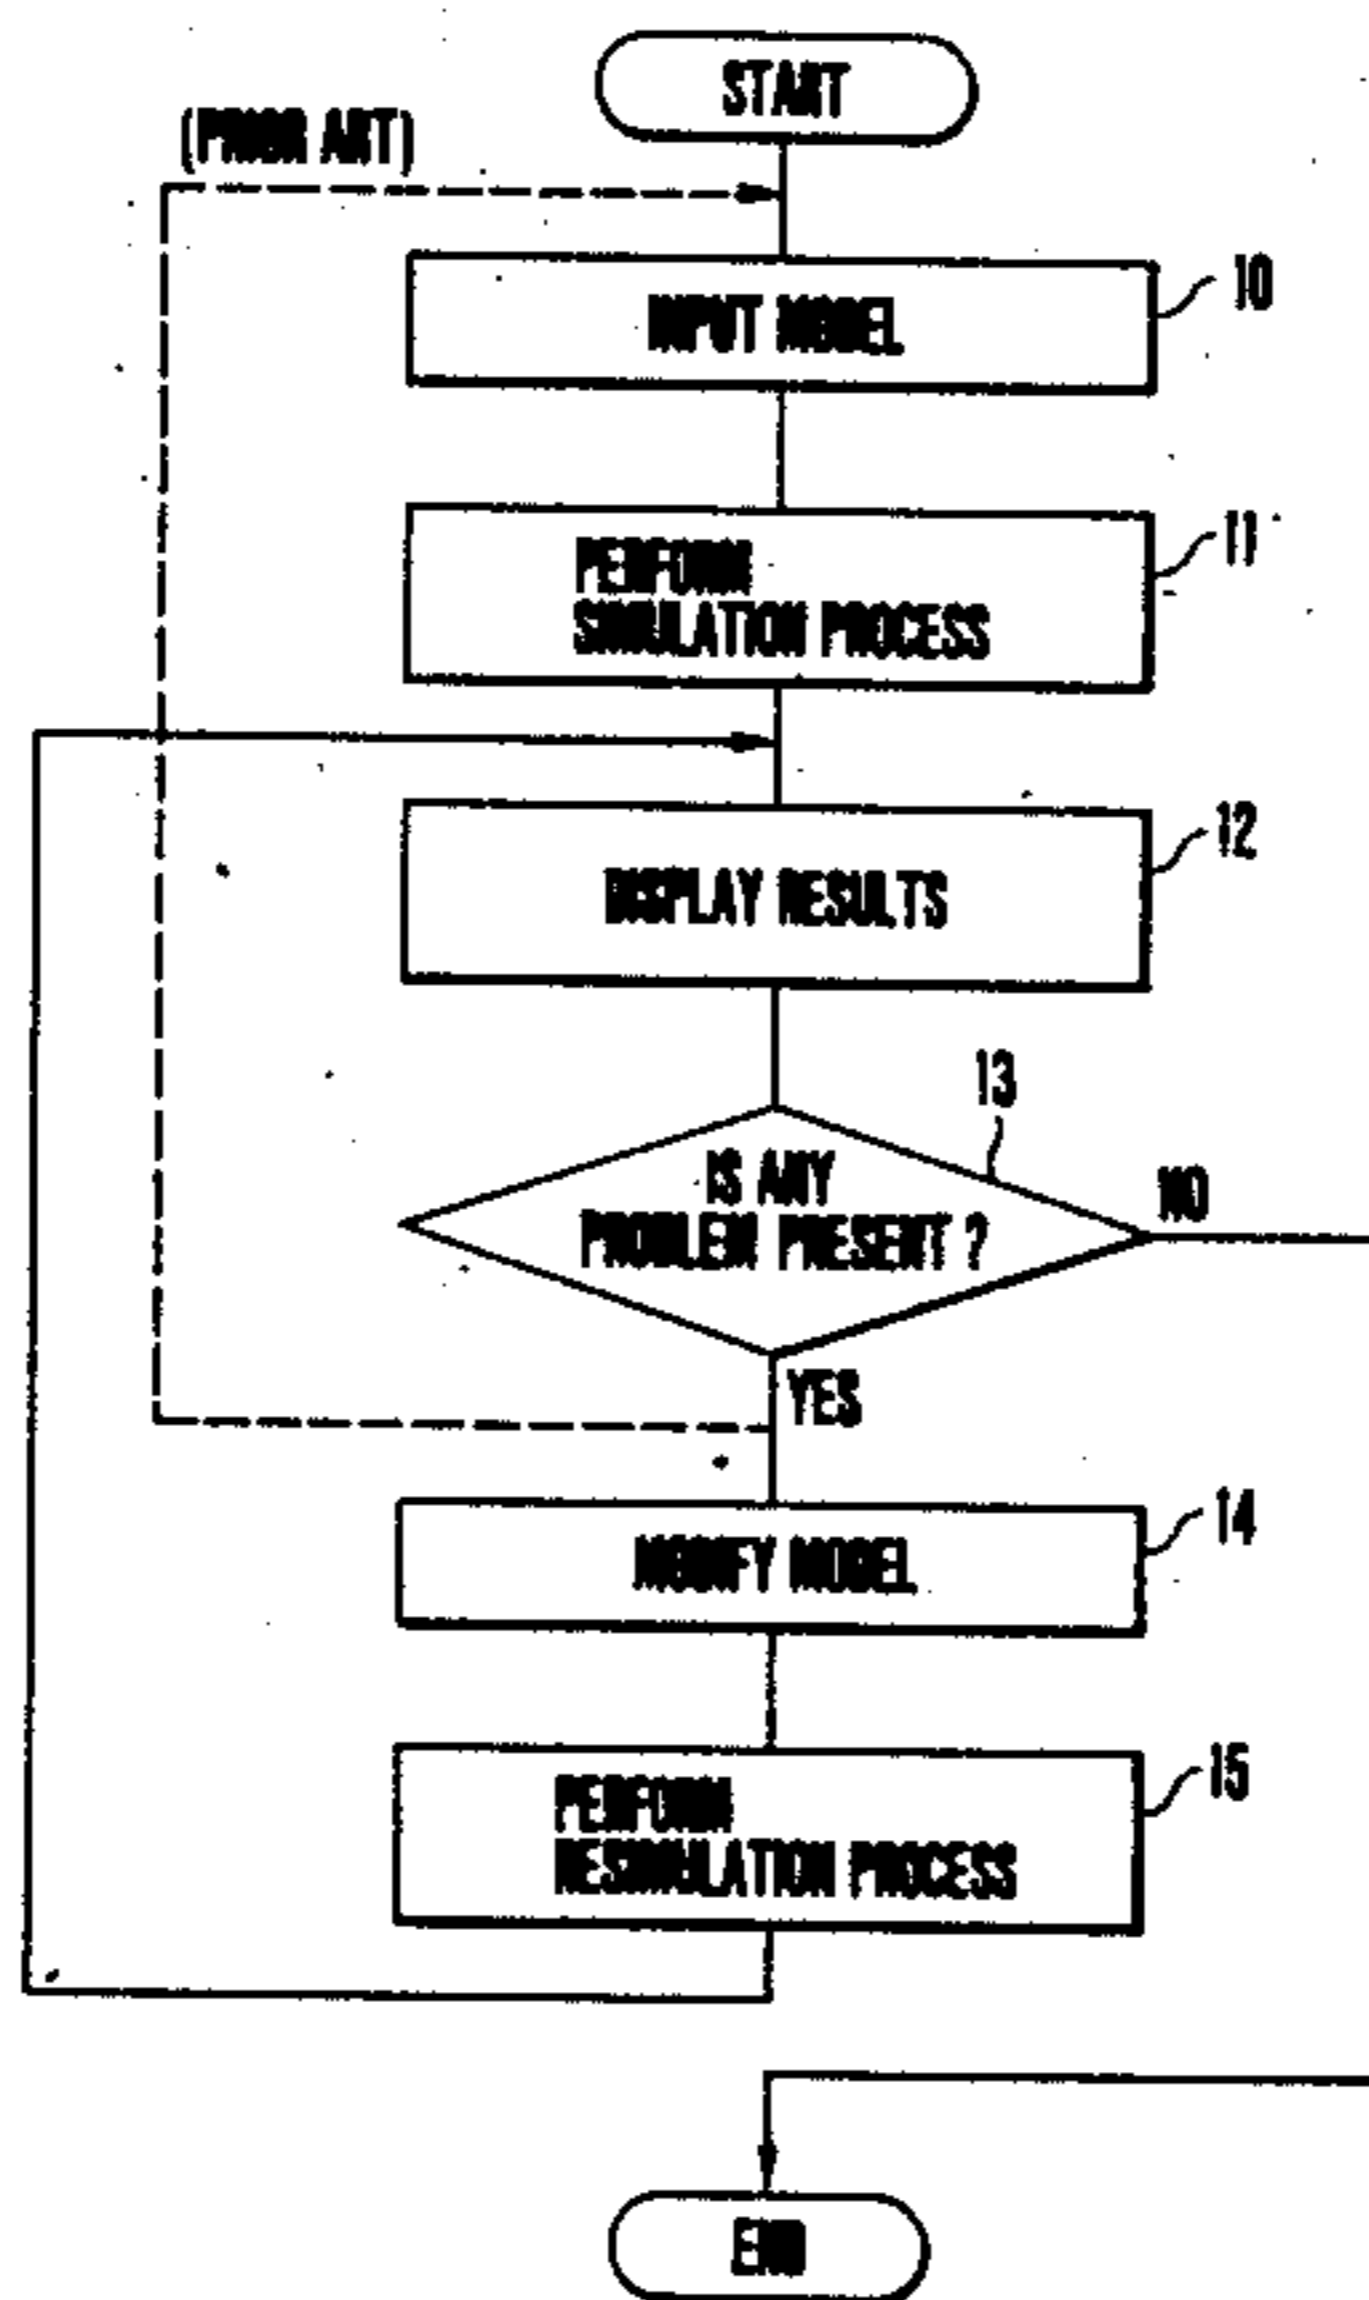 START
(PRIOR ART)
10
INPUT MODEL
11
PERFORM
SIMULATION PROCESS
12
DISPLAY RESULTS
13
IS ANY
PROBLEM PRESENT ?
NO
YES
14
MODIFY MODEL
15
PERFORM
RESIMULATION PROCESS
END